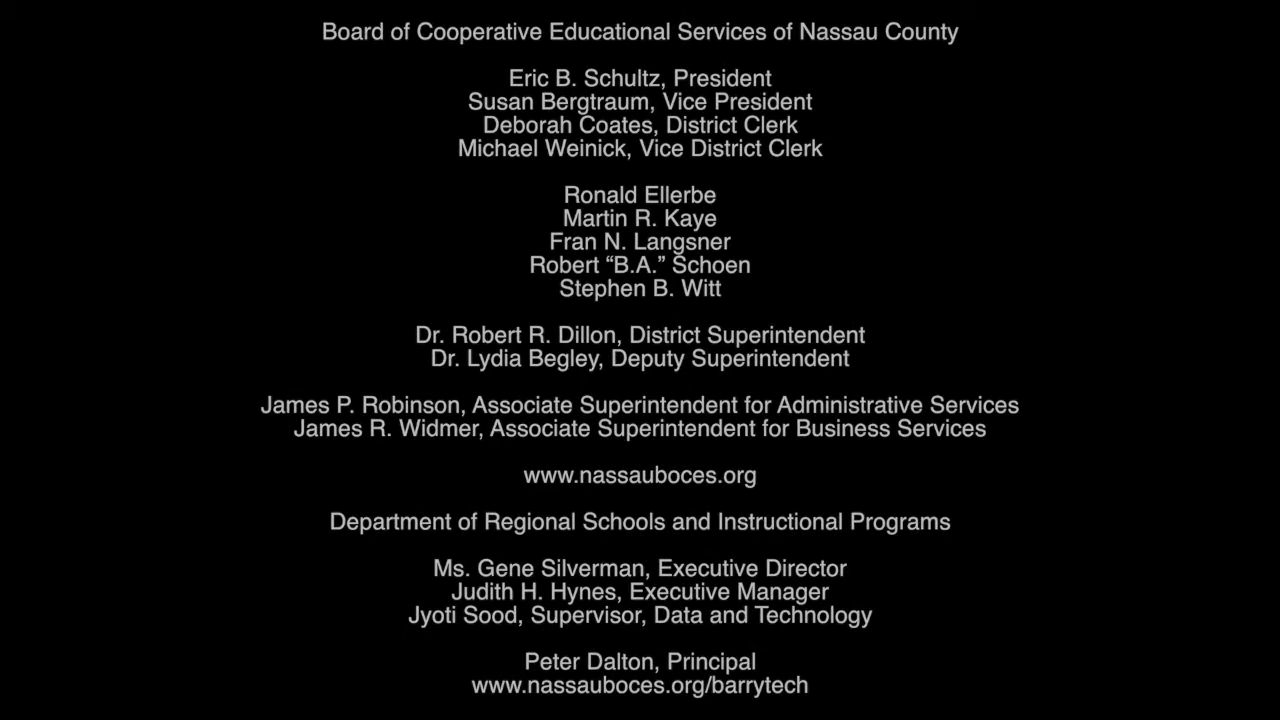 Board of Cooperative Educational Services of Nassau County
Eric B. Schultz, President
Susan Bergtraum, Vice President
Deborah Coates, District Clerk
Michael Weinick, Vice District Clerk
Ronald Ellerbe
Martin R. Kaye
Fran N. Langsner
Robert “B.A.” Schoen
Stephen B. Witt
Dr. Robert R. Dillon, District Superintendent
Dr. Lydia Begley, Deputy Superintendent
James P. Robinson, Associate Superintendent for Administrative Services
James R. Widmer, Associate Superintendent for Business Services
www.nassauboces.org
Department of Regional Schools and Instructional Programs
Ms. Gene Silverman, Executive Director
Judith H. Hynes, Executive Manager
Jyoti Sood, Supervisor, Data and Technology
Peter Dalton, Principal
www.nassauboces.org/barrytech